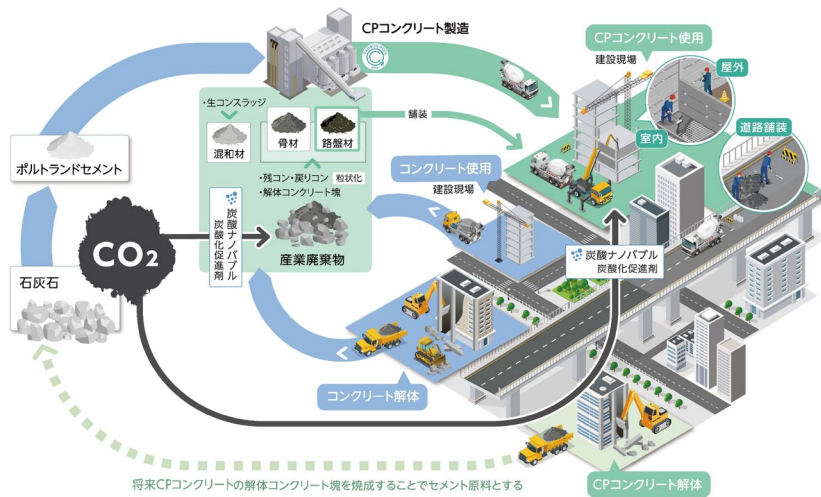 CPコンクリート製造
CPコンクリート使用
建設現場
屋外
室内
道路舗装
・生コンスラッジ
混和材
骨材
路盤材
舗装
・残コン・戻りコン
粒状化
・解体コンクリート塊
産業廃棄物
コンクリート使用
建設現場
ポルトランドセメント
石灰石
CO2
炭酸ナノバブル
炭酸化促進剤
炭酸ナノバブル
炭酸化促進剤
コンクリート解体
CPコンクリート解体
将来CPコンクリートの解体コンクリート塊を焼成することでセメント原料とする